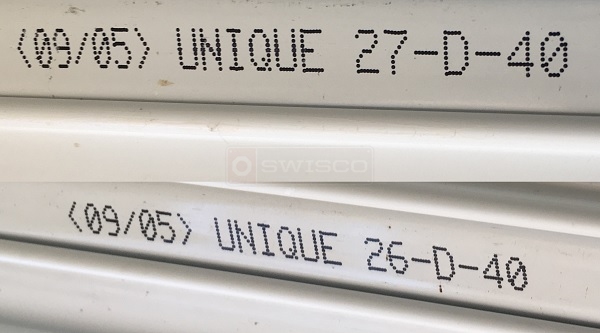 <09/05> UNIQUE 27-D-40
SWISCO
<09/05> UNIQUE 26-D-40